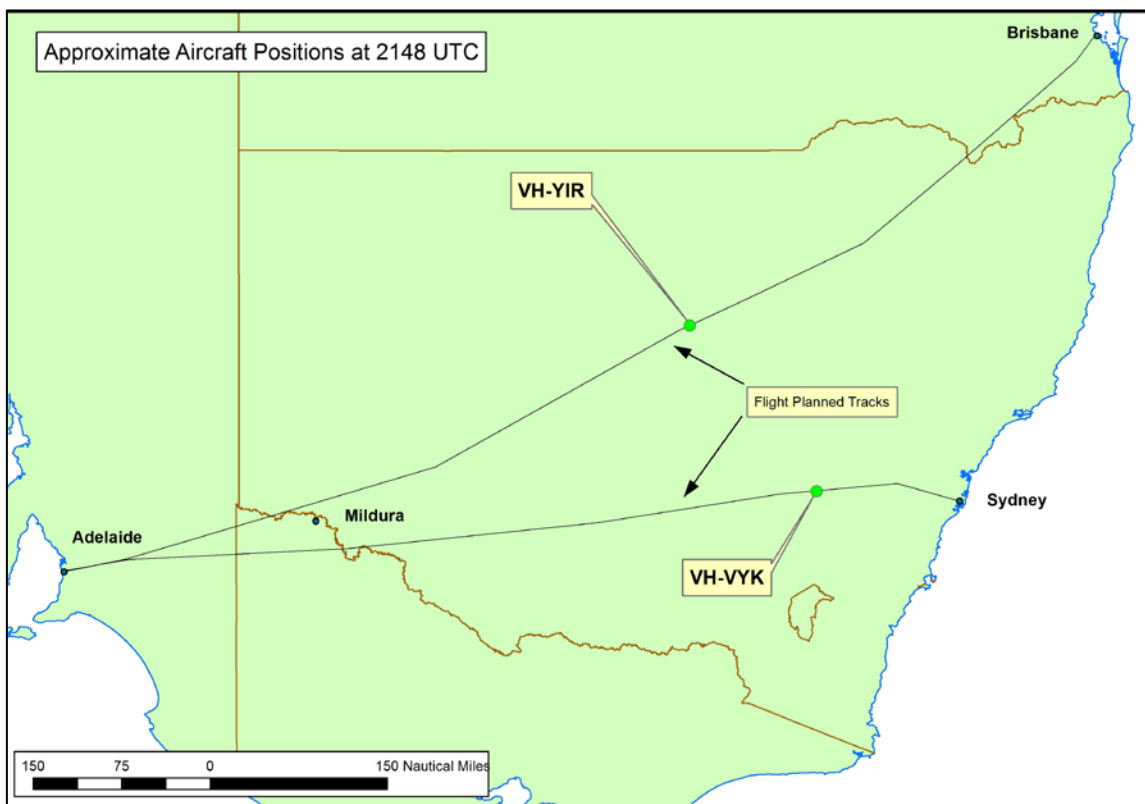 Approximate Aircraft Positions at 2148 UTC
Brisbane
VH-YIR
Flight Planned Tracks
Sydney
Mildura
Adelaide
VH-VYK
150 75 0 150 Nautical Miles